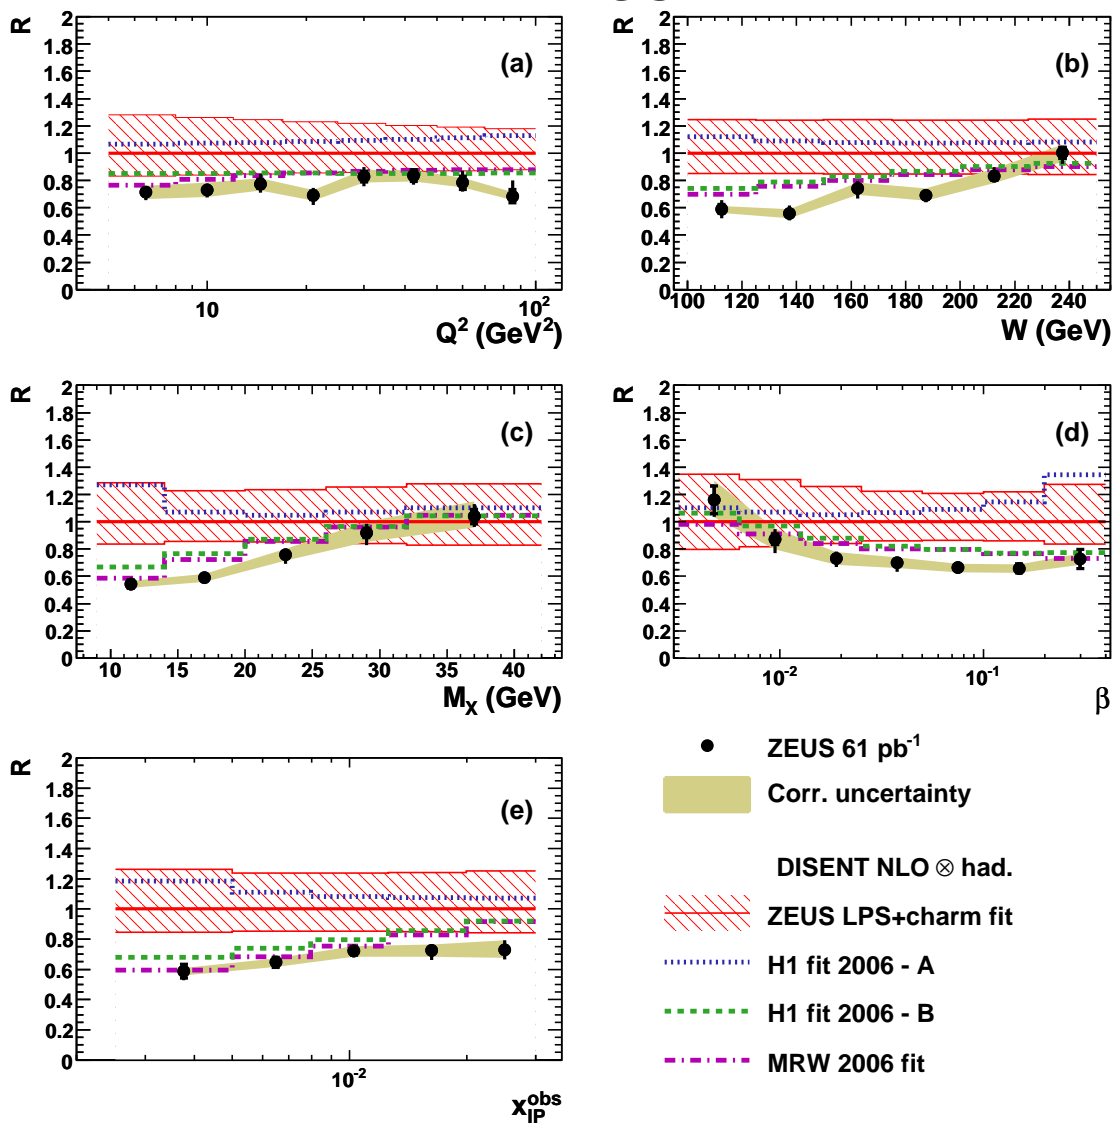 R
2
1.8
1.6
1.4
1.2
1
0.8
0.6
0.4
0.2
0
(a)
10
10²
Q² (GeV²)
R
2
1.8
1.6
1.4
1.2
1
0.8
0.6
0.4
0.2
0
(b)
100 120 140 160 180 200 220 240
W (GeV)
R
2
1.8
1.6
1.4
1.2
1
0.8
0.6
0.4
0.2
0
(c)
10 15 20 25 30 35 40
M_X (GeV)
R
2
1.8
1.6
1.4
1.2
1
0.8
0.6
0.4
0.2
0
(d)
10⁻² 10⁻¹
β
R
2
1.8
1.6
1.4
1.2
1
0.8
0.6
0.4
0.2
0
(e)
10⁻²
x_IP^obs
ZEUS 61 pb⁻¹
Corr. uncertainty
DISENT NLO ⊗ had.
ZEUS LPS+charm fit
H1 fit 2006 - A
H1 fit 2006 - B
MRW 2006 fit